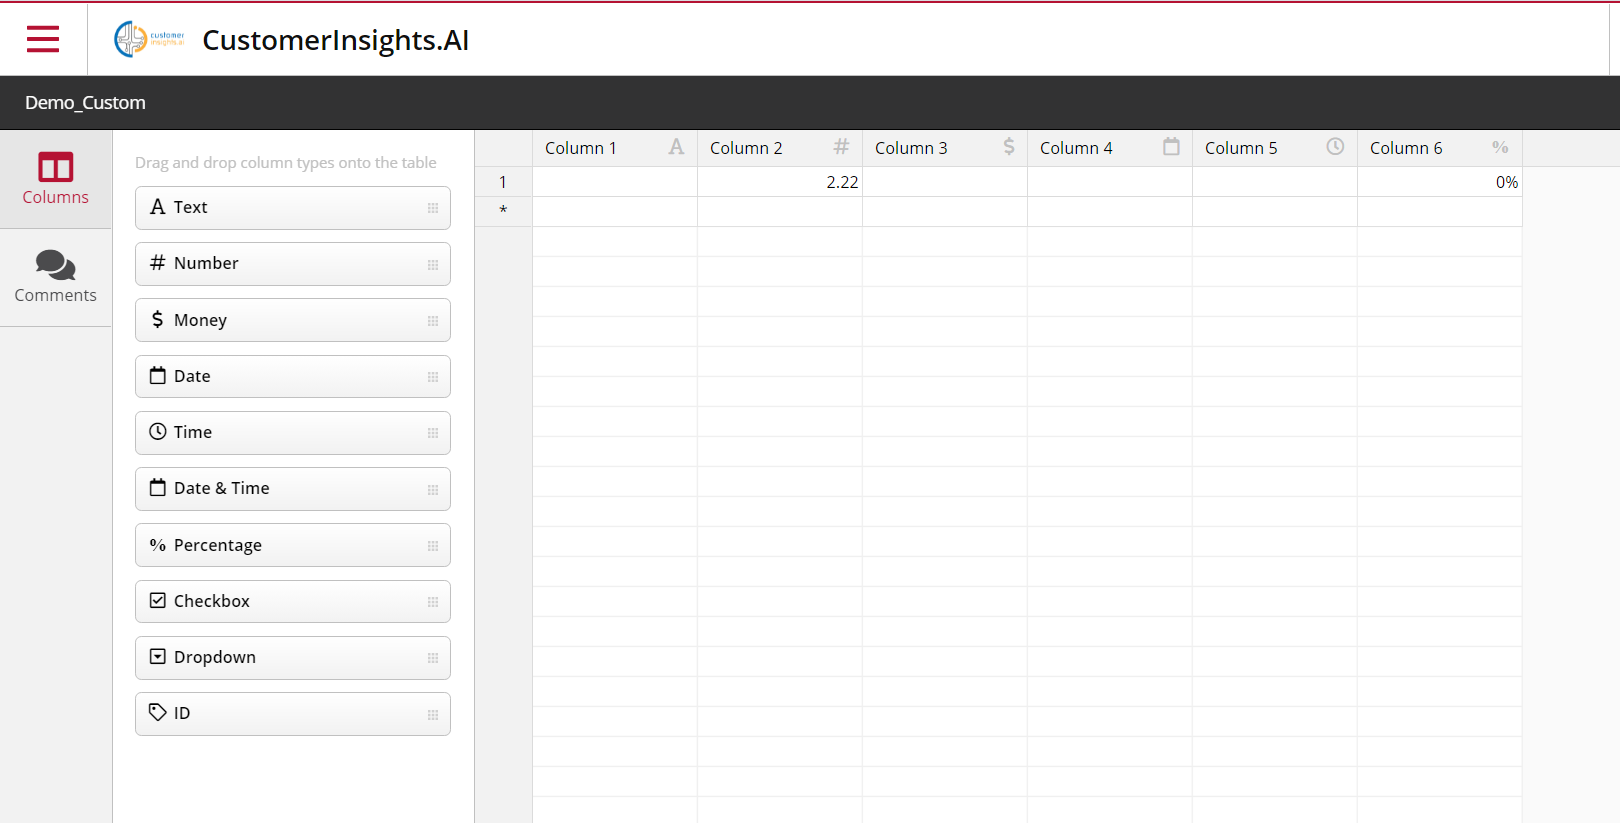 customer
insights.ai
CustomerInsights.AI
Demo_Custom
Columns
Comments
Drag and drop column types onto the table
Text
# Number
$ Money
Date
Time
Date & Time
% Percentage
Checkbox
Dropdown
ID
Column 1 A Column 2 # Column 3 $ Column 4 Column 5 Column 6 %
1 2.22 0%
*